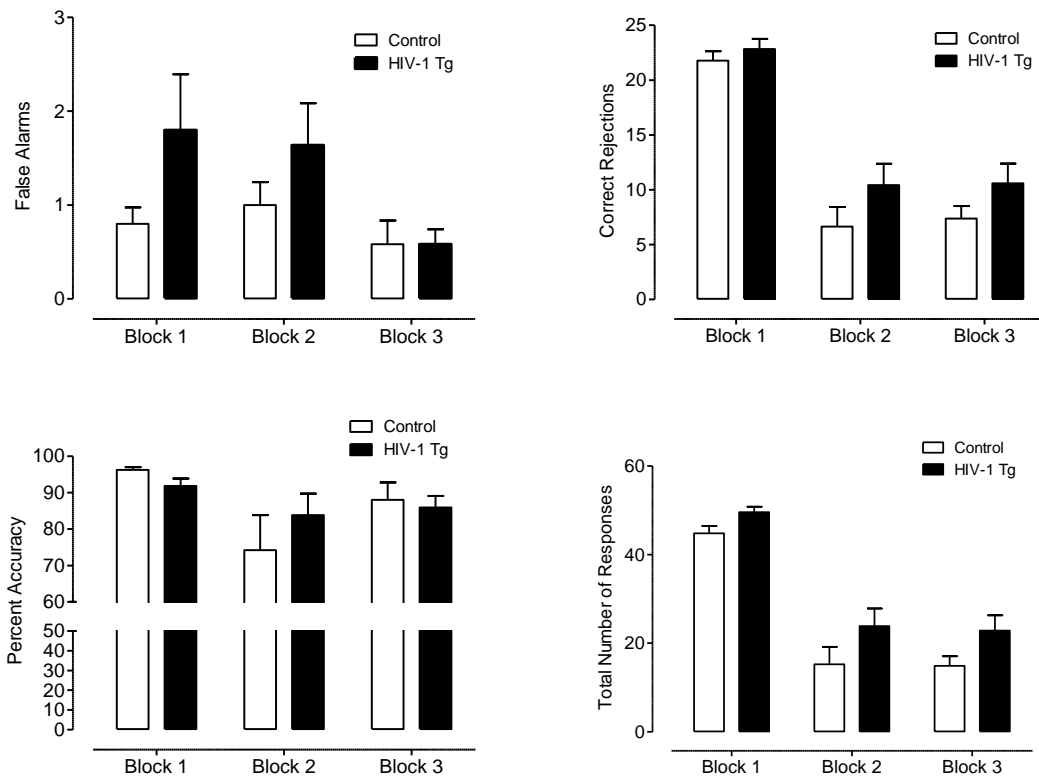 False Alarms
3
2
1
0
Control
HIV-1 Tg
Block 1 Block 2 Block 3
Correct Rejections
25
20
15
10
5
0
Control
HIV-1 Tg
Block 1 Block 2 Block 3
Percent Accuracy
100
90
80
70
60
50
40
30
20
10
0
Control
HIV-1 Tg
Block 1 Block 2 Block 3
Total Number of Responses
60
40
20
0
Control
HIV-1 Tg
Block 1 Block 2 Block 3